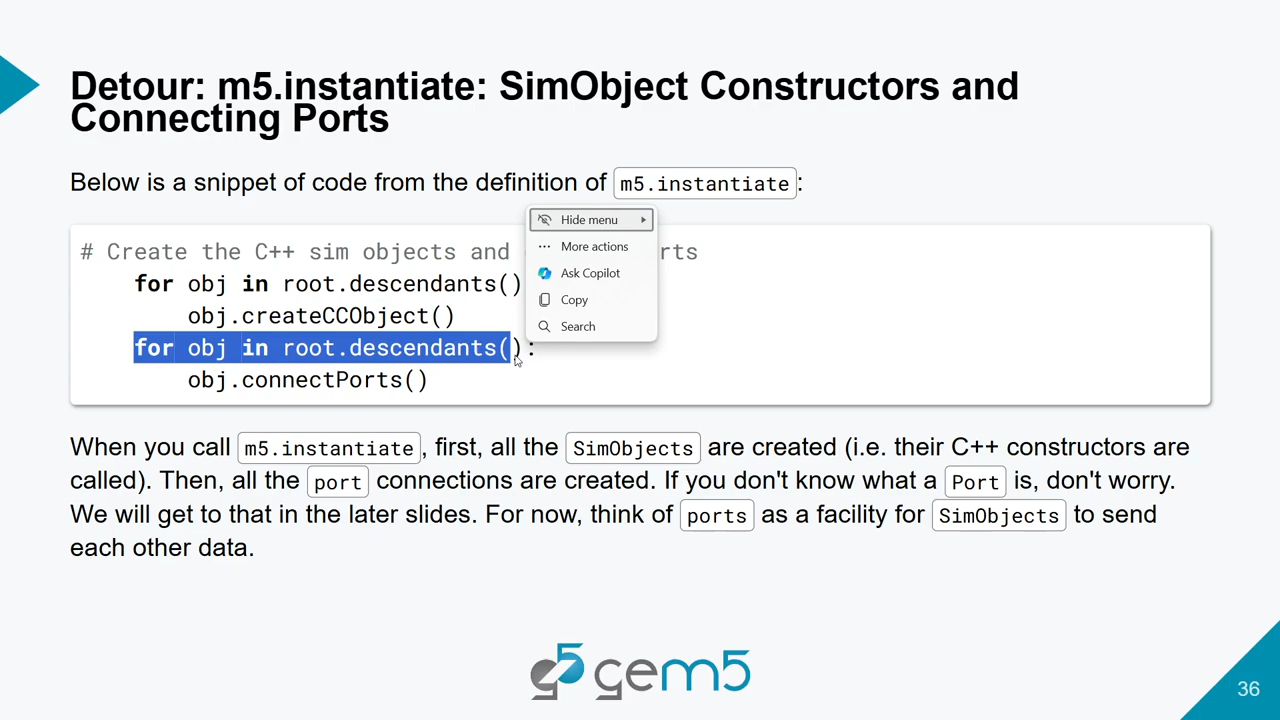 Detour: m5.instantiate: SimObject Constructors and
Connecting Ports
Below is a snippet of code from the definition of m5.instantiate:
# Create the C++ sim objects and rts
for obj in root.descendants()
obj.createCCObject()
for obj in root.descendants():
obj.connectPorts()
Hide menu
More actions
Ask Copilot
Copy
Search
When you call m5.instantiate, first, all the SimObjects are created (i.e. their C++ constructors are
called). Then, all the port connections are created. If you don't know what a Port is, don't worry.
We will get to that in the later slides. For now, think of ports as a facility for SimObjects to send
each other data.
gem5
36